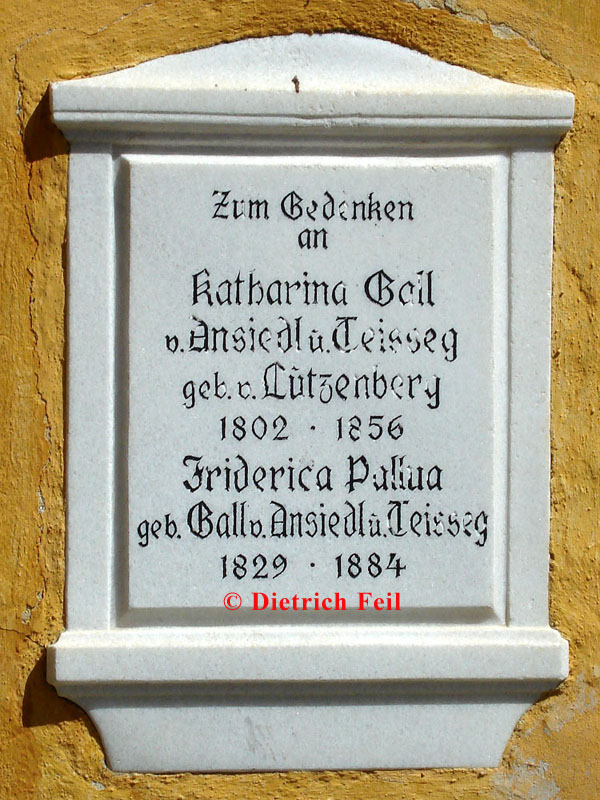 Zum Gedenken
an
Katharina Gall
v. Ansiedl u. Teisseg
geb. v. Lützenberg
1802 · 1856
Friderica Pallua
geb. Gall v. Ansiedl u. Teisseg
1829 · 1884
© Dietrich Feil